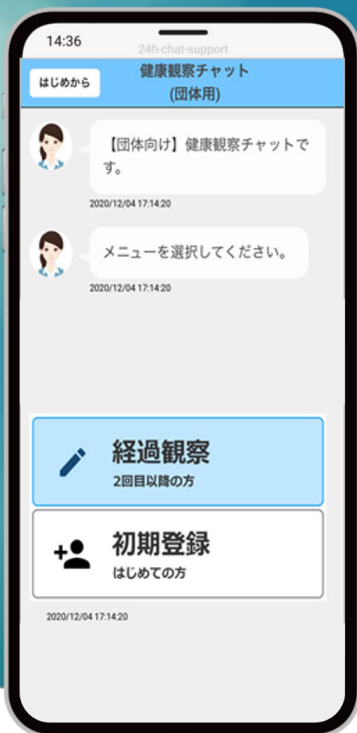 14:36
24h-chat-support
はじめから
健康観察チャット
(団体用)
【団体向け】健康観察チャットで
す。
2020/12/04 17:14:20
メニューを選択してください。
2020/12/04 17:14:20
経過観察
2回目以降の方
初期登録
はじめての方
2020/12/04 17:14:20